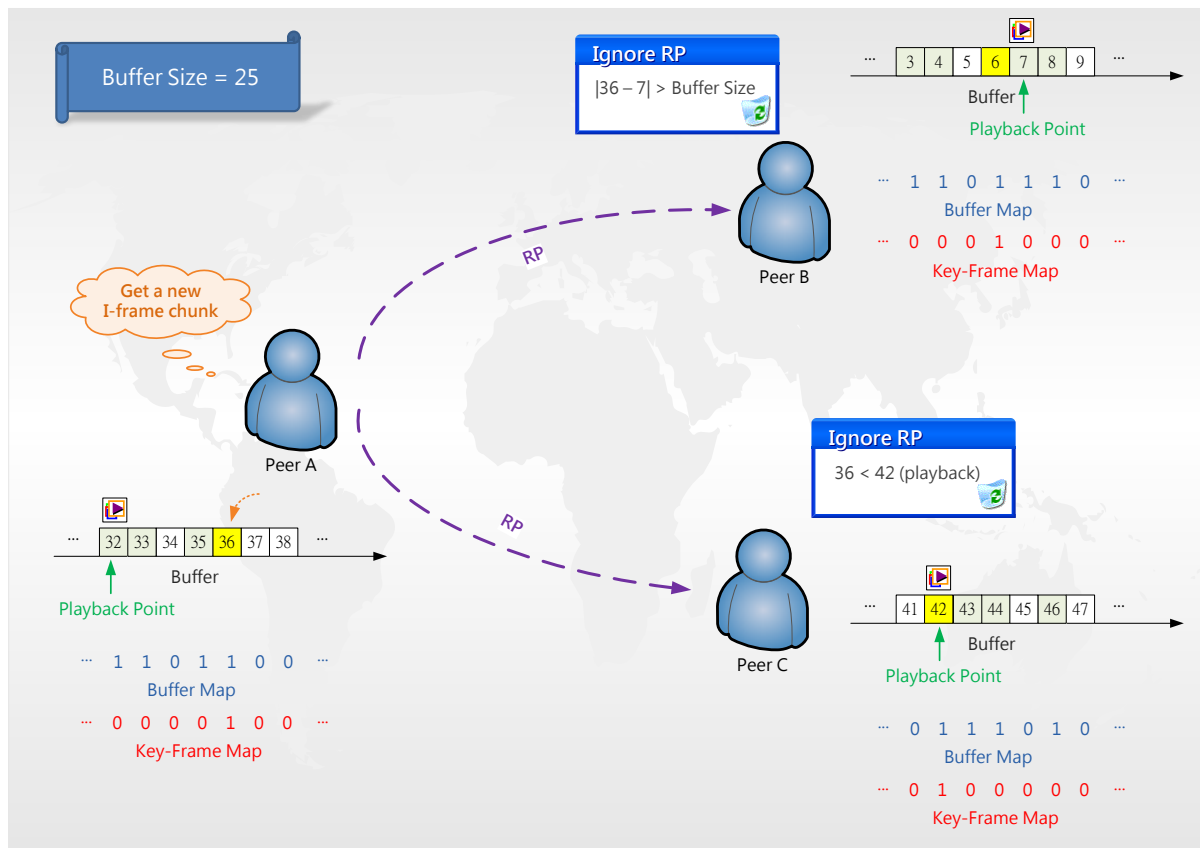 Buffer Size = 25
Ignore RP
|36 – 7| > Buffer Size
··· 3 4 5 6 7 8 9 ···
Buffer
Playback Point
··· 1 1 0 1 1 1 0 ···
Buffer Map
··· 0 0 0 1 0 0 0 ···
Key-Frame Map
Peer B
RP
Get a new
I-frame chunk
Peer A
··· 32 33 34 35 36 37 38 ···
Buffer
Playback Point
··· 1 1 0 1 1 0 0 ···
Buffer Map
··· 0 0 0 0 1 0 0 ···
Key-Frame Map
RP
Ignore RP
36 < 42 (playback)
Peer C
··· 41 42 43 44 45 46 47 ···
Buffer
Playback Point
··· 0 1 1 1 0 1 0 ···
Buffer Map
··· 0 1 0 0 0 0 0 ···
Key-Frame Map